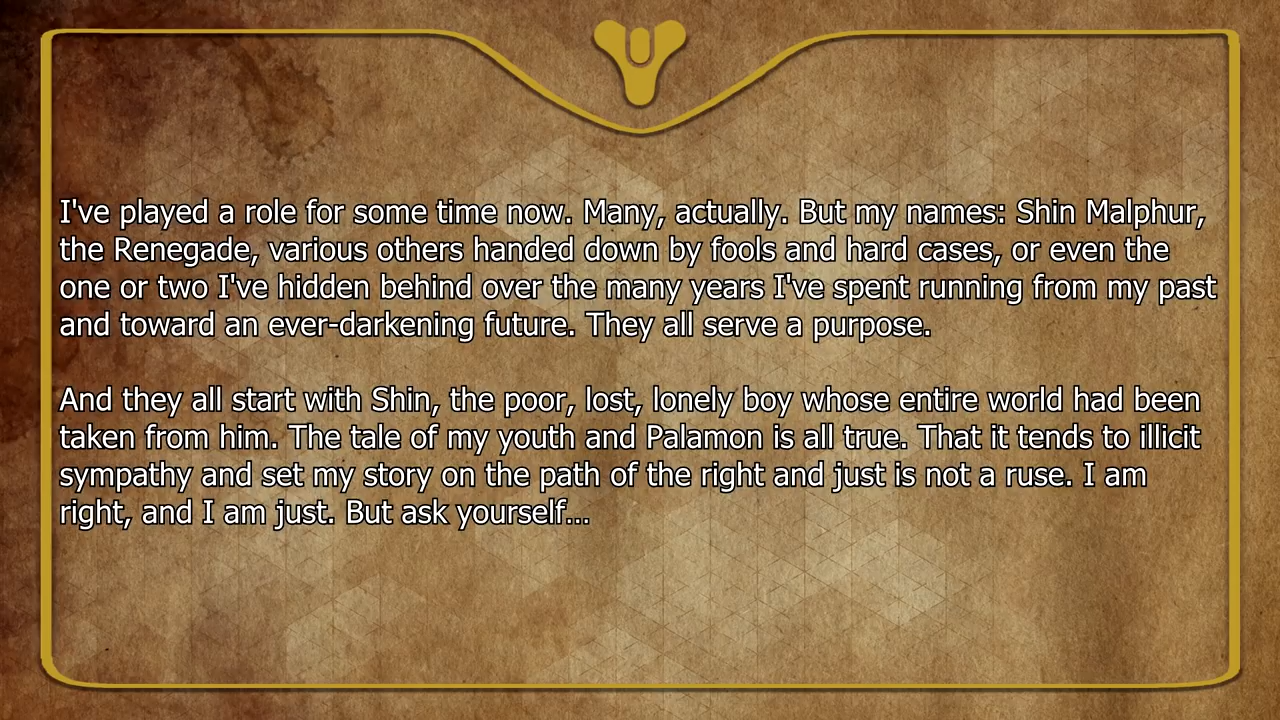 I've played a role for some time now. Many, actually. But my names: Shin Malphur,
the Renegade, various others handed down by fools and hard cases, or even the
one or two I've hidden behind over the many years I've spent running from my past
and toward an ever-darkening future. They all serve a purpose.
And they all start with Shin, the poor, lost, lonely boy whose entire world had been
taken from him. The tale of my youth and Palamon is all true. That it tends to illicit
sympathy and set my story on the path of the right and just is not a ruse. I am
right, and I am just. But ask yourself...